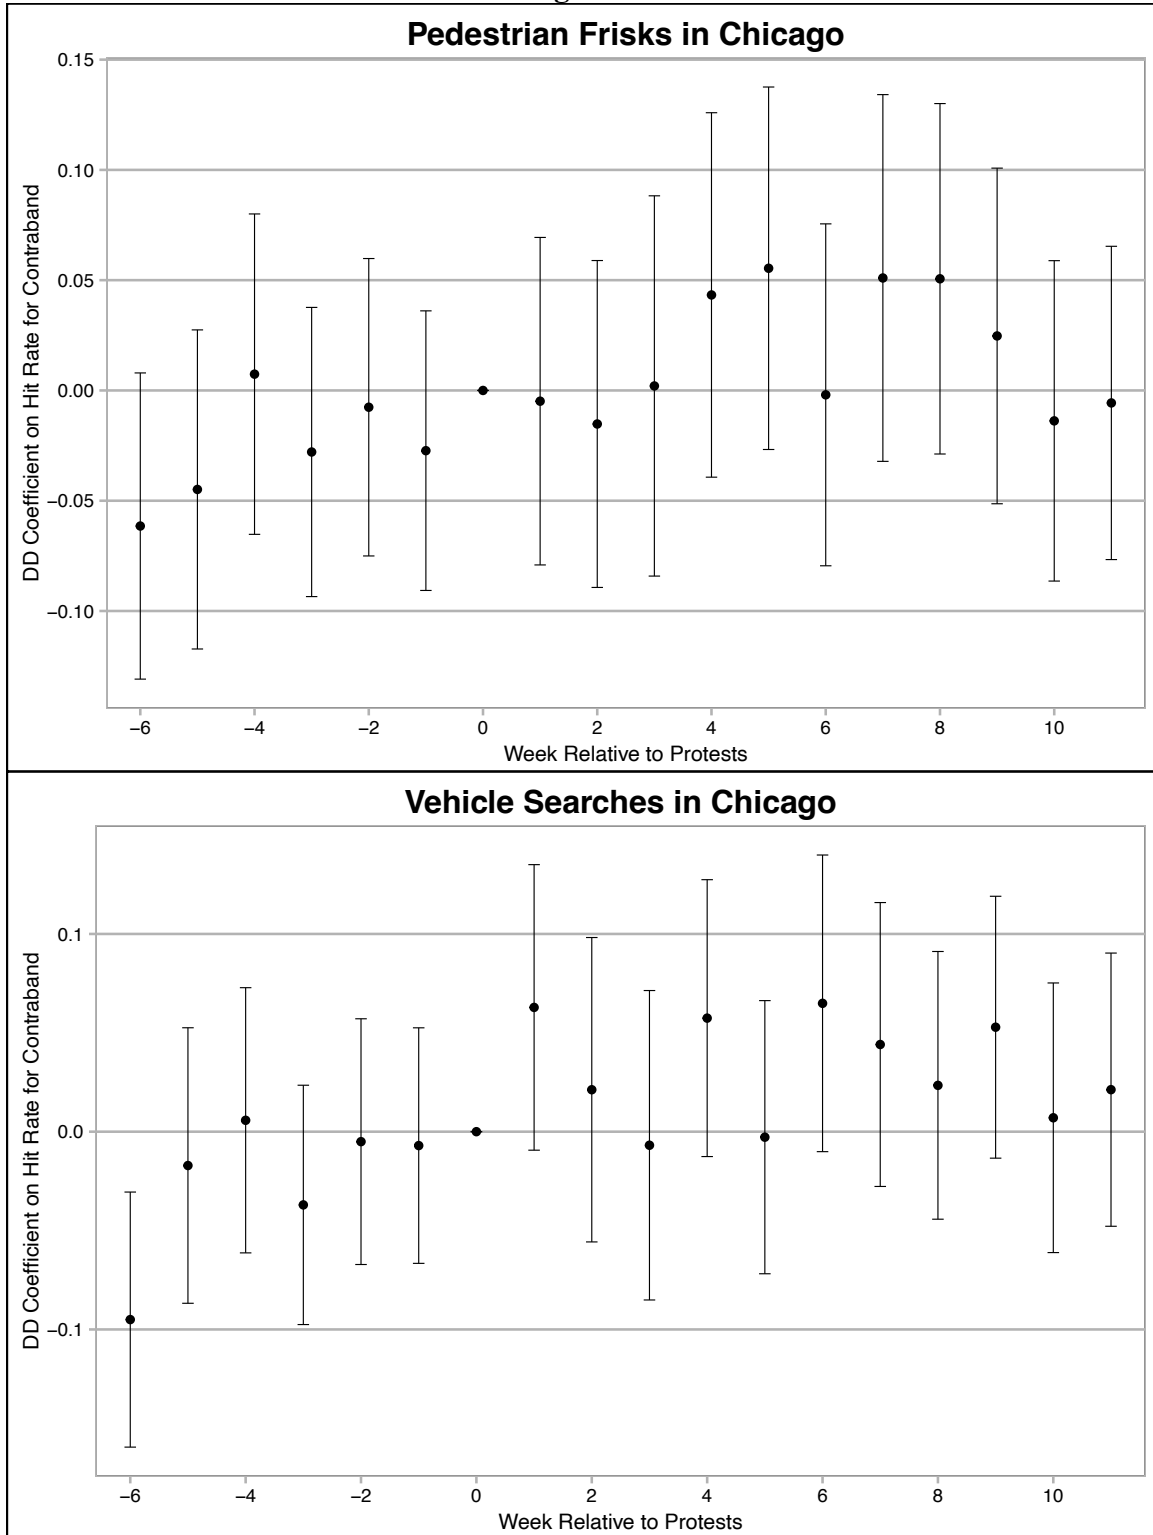 Pedestrian Frisks in Chicago
DD Coefficient on Hit Rate for Contraband
0.15
0.10
0.05
0.00
−0.05
−0.10
−6 −4 −2 0 2 4 6 8 10
Week Relative to Protests
Vehicle Searches in Chicago
DD Coefficient on Hit Rate for Contraband
0.1
0.0
−0.1
−6 −4 −2 0 2 4 6 8 10
Week Relative to Protests